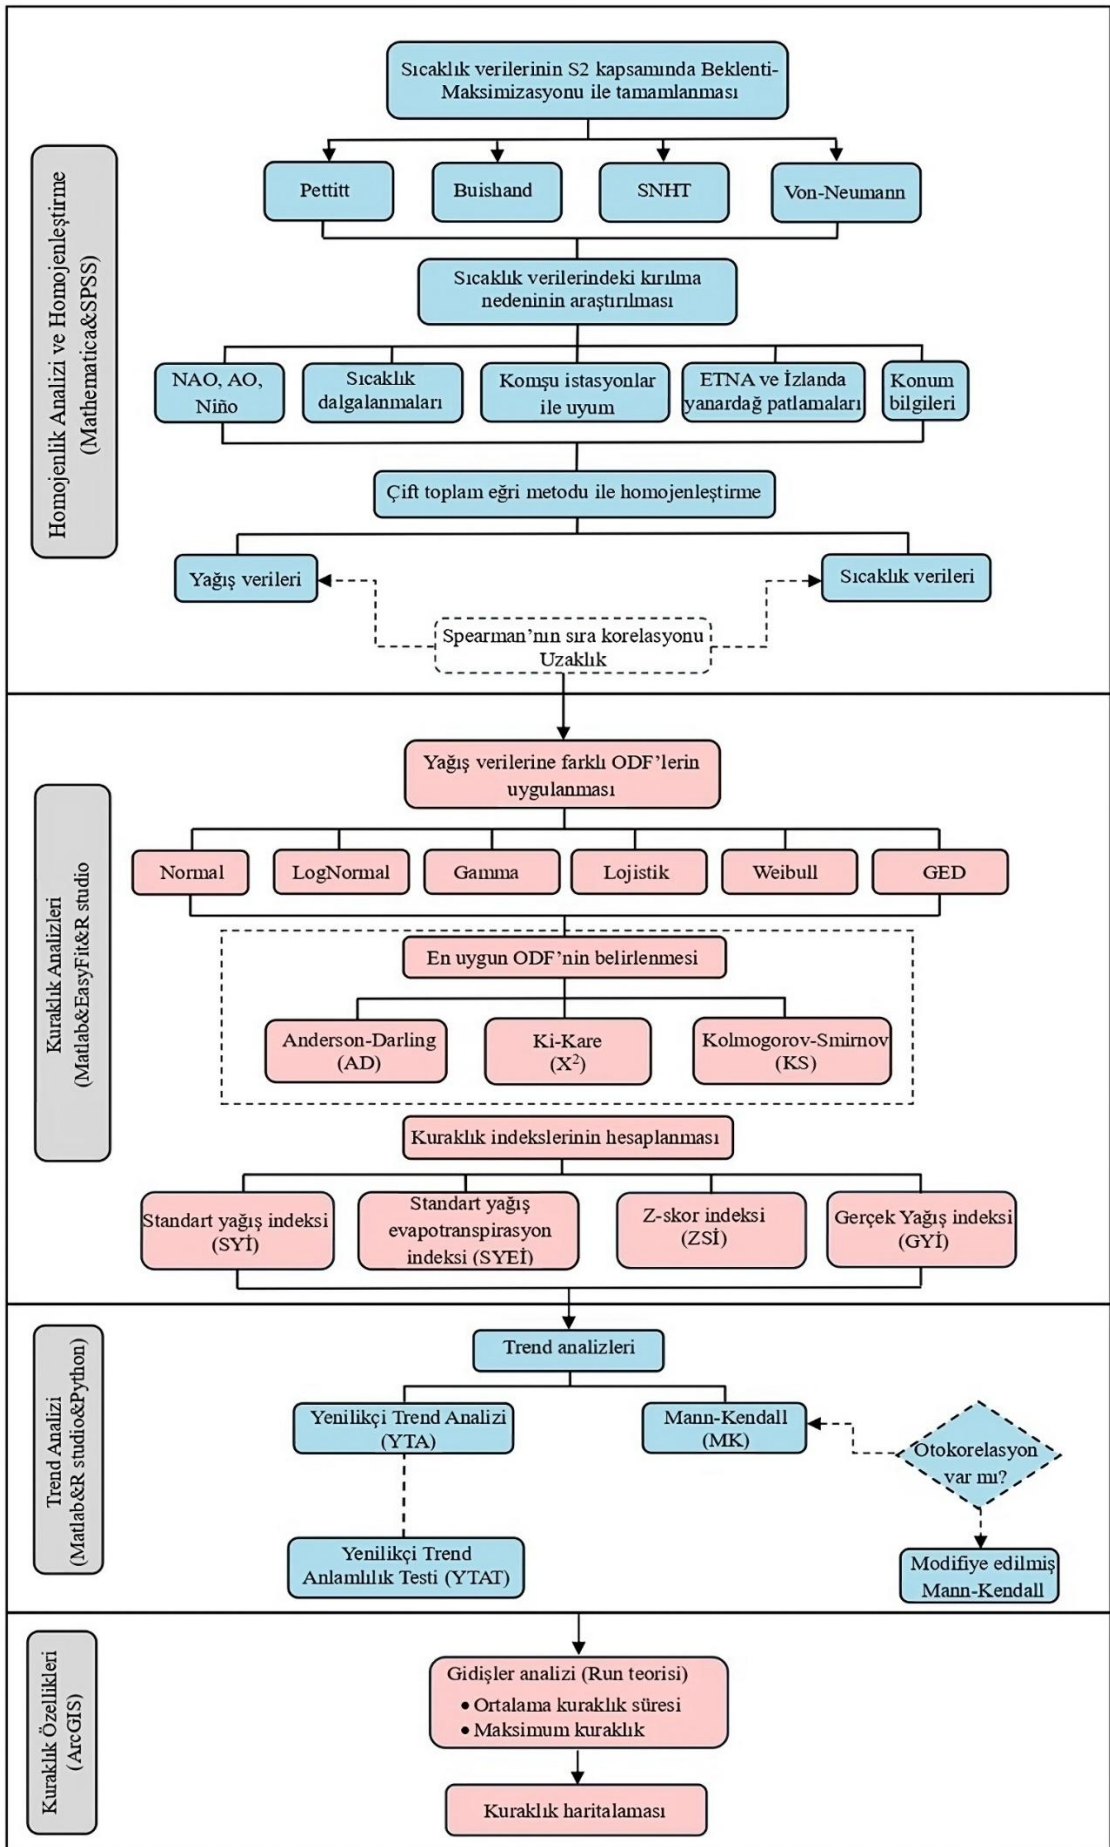 Homojenlik Analizi ve Homojenleştirme
(Mathematica&SPSS)
Sıcaklık verilerinin S2 kapsamında Beklenti-
Maksimizasyonu ile tamamlanması
Pettitt
Buishand
SNHT
Von-Neumann
Sıcaklık verilerindeki kırılma
nedeninin araştırılması
NAO, AO,
Niño
Sıcaklık
dalgalanmaları
Komşu istasyonlar
ile uyum
ETNA ve İzlanda
yanardağ patlamaları
Konum
bilgileri
Çift toplam eğri metodu ile homojenleştirme
Yağış verileri
Sıcaklık verileri
Spearman’nın sıra korelasyonu
Uzaklık
Kuraklık Analizleri
(Matlab&EasyFit&R studio
Yağış verilerine farklı ODF’lerin
uygulanması
Normal
LogNormal
Gamma
Lojistik
Weibull
GED
En uygun ODF’nin belirlenmesi
Anderson-Darling
(AD)
Ki-Kare
(X²)
Kolmogorov-Smirnov
(KS)
Kuraklık indekslerinin hesaplanması
Standart yağış indeksi
(SYİ)
Standart yağış
evapotranspirasyon
indeksi (SYEİ)
Z-skor indeksi
(ZSİ)
Gerçek Yağış indeksi
(GYİ)
Trend Analizi
(Matlab&R studio&Python)
Trend analizleri
Yenilikçi Trend Analizi
(YTA)
Mann-Kendall
(MK)
Otokorelasyon
var mı?
Yenilikçi Trend
Anlamlılık Testi (YTAT)
Modifiye edilmiş
Mann-Kendall
Kuraklık Özellikleri
(ArcGIS)
Gidişler analizi (Run teorisi)
• Ortalama kuraklık süresi
• Maksimum kuraklık
Kuraklık haritalaması